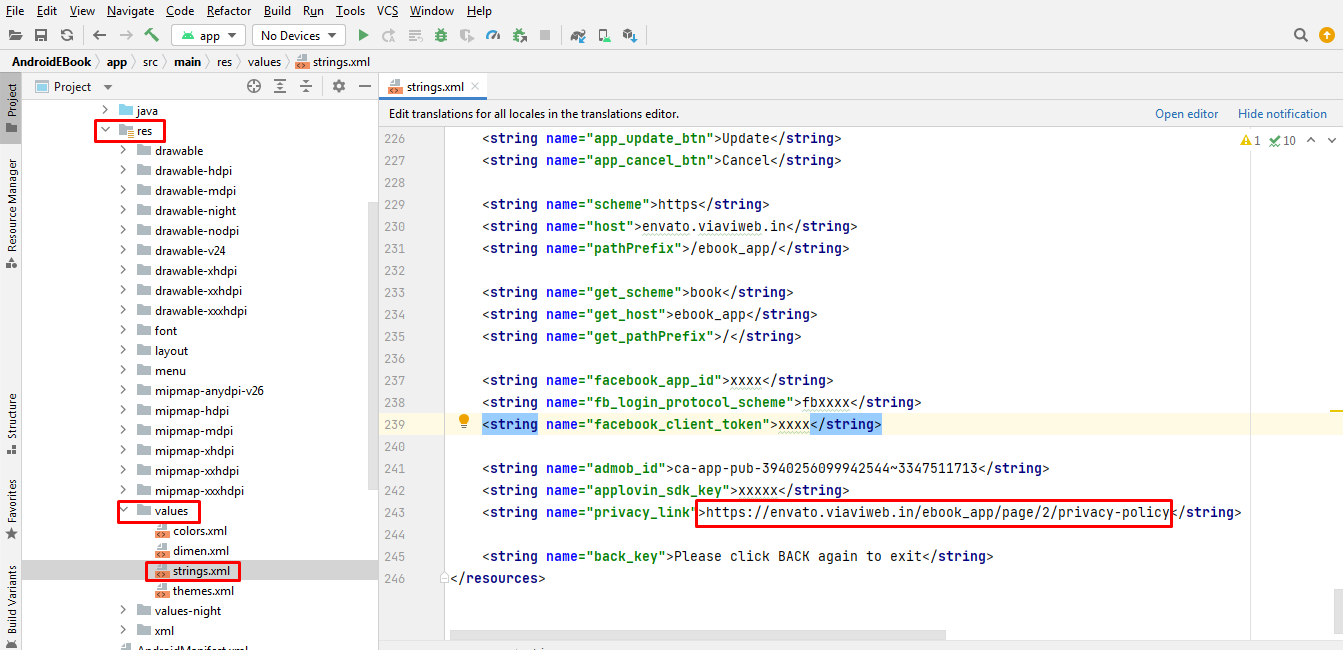 File Edit View Navigate Code Refactor Build Run Tools VCS Window Help
app No Devices
AndroidEBook app src main res values strings.xml
Project
strings.xml
Edit translations for all locales in the translations editor. Open editor Hide notification
1 10
Project
Resource Manager
Structure
Favorites
Build Variants
java
res
drawable
drawable-hdpi
drawable-mdpi
drawable-night
drawable-nodpi
drawable-v24
drawable-xhdpi
drawable-xxhdpi
drawable-xxxhdpi
font
layout
menu
mipmap-anydpi-v26
mipmap-hdpi
mipmap-mdpi
mipmap-xhdpi
mipmap-xxhdpi
mipmap-xxxhdpi
values
colors.xml
dimen.xml
strings.xml
themes.xml
values-night
xml
AndroidManifest.xml
226 <string name="app_update_btn">Update</string>
227 <string name="app_cancel_btn">Cancel</string>
228
229 <string name="scheme">https</string>
230 <string name="host">envato.viaviweb.in</string>
231 <string name="pathPrefix">/ebook_app/</string>
232
233 <string name="get_scheme">book</string>
234 <string name="get_host">ebook_app</string>
235 <string name="get_pathPrefix">/</string>
236
237 <string name="facebook_app_id">xxxx</string>
238 <string name="fb_login_protocol_scheme">fbxxxx</string>
239 <string name="facebook_client_token">xxxx</string>
240
241 <string name="admob_id">ca-app-pub-3940256099942544~3347511713</string>
242 <string name="applovin_sdk_key">xxxxx</string>
243 <string name="privacy_link">https://envato.viaviweb.in/ebook_app/page/2/privacy-policy</string>
244
245 <string name="back_key">Please click BACK again to exit</string>
246 </resources>